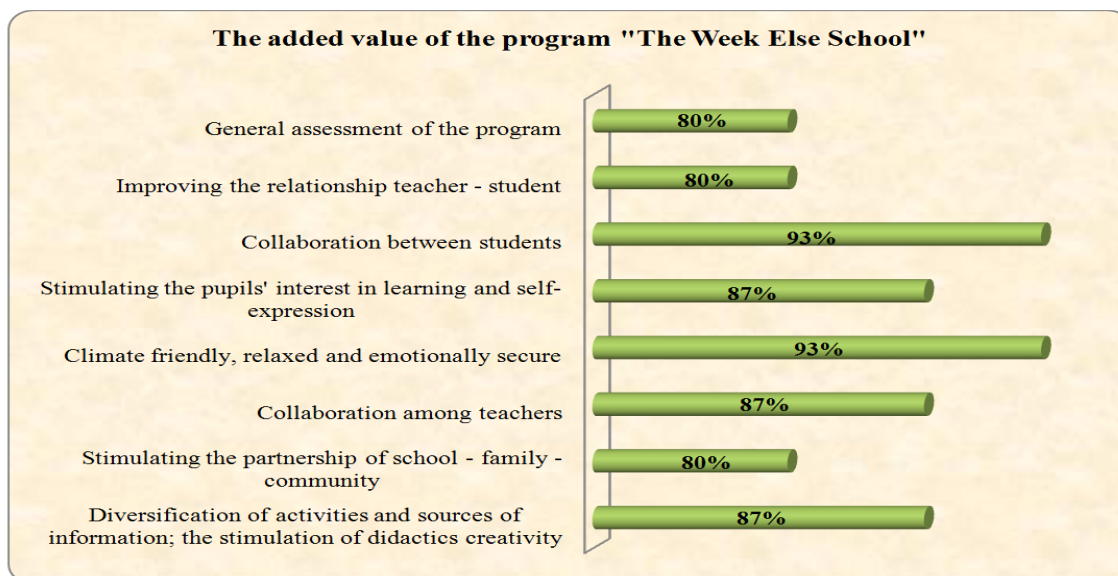 The added value of the program "The Week Else School"
General assessment of the program
80%
Improving the relationship teacher - student
80%
Collaboration between students
93%
Stimulating the pupils' interest in learning and self-
expression
87%
Climate friendly, relaxed and emotionally secure
93%
Collaboration among teachers
87%
Stimulating the partnership of school - family -
community
80%
Diversification of activities and sources of
information; the stimulation of didactics creativity
87%